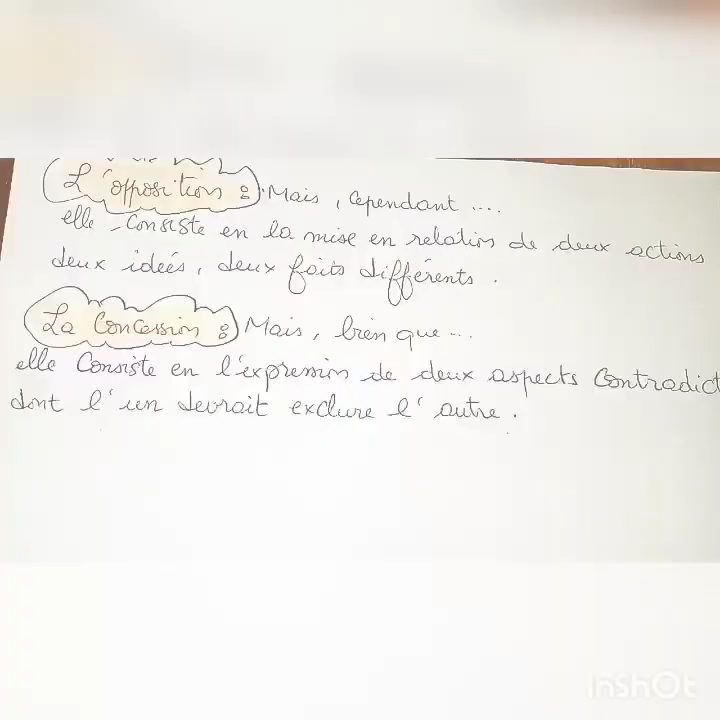 L'opposition : Mais, cependant ....
elle consiste en la mise en relation de deux actions
deux idées, deux faits différents.
La Concession : Mais, bien que ...
elle Consiste en l'expression de deux aspects Contradict
dont l'un devrait exclure l'autre.
InShOt